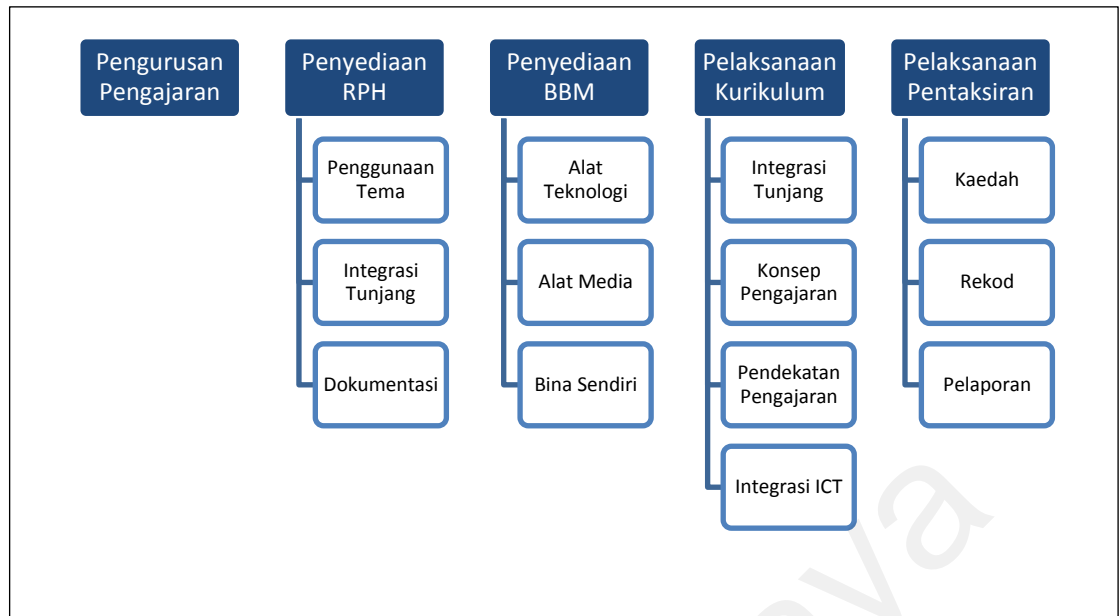 Pengurusan
Pengajaran
Penyediaan
RPH
Penggunaan
Tema
Integrasi
Tunjang
Dokumentasi
Penyediaan
BBM
Alat
Teknologi
Alat Media
Bina Sendiri
Pelaksanaan
Kurikulum
Integrasi
Tunjang
Konsep
Pengajaran
Pendekatan
Pengajaran
Integrasi ICT
Pelaksanaan
Pentaksiran
Kaedah
Rekod
Pelaporan
aya